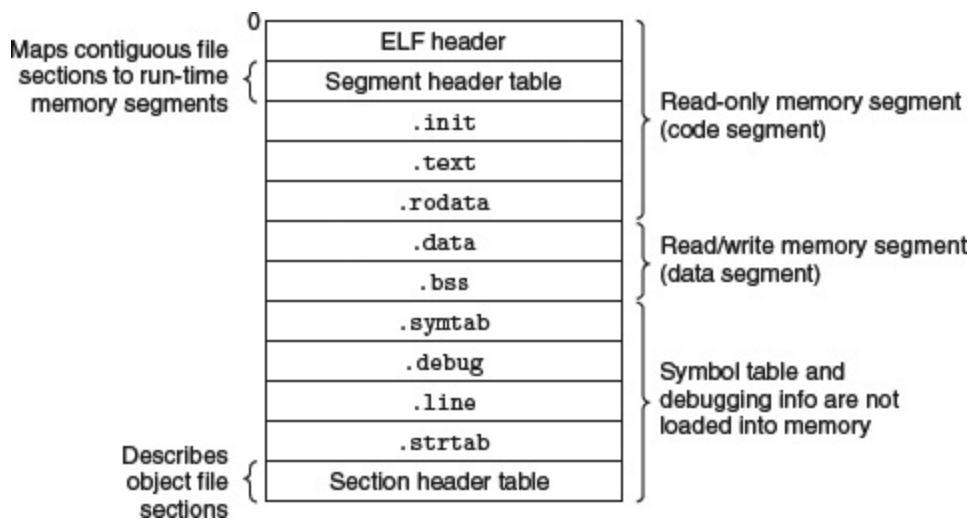 0
ELF header
Maps contiguous file
sections to run-time
memory segments
Segment header table
.init
.text
.rodata
Read-only memory segment
(code segment)
.data
.bss
Read/write memory segment
(data segment)
.symtab
.debug
.line
.strtab
Symbol table and
debugging info are not
loaded into memory
Describes
object file
sections
Section header table